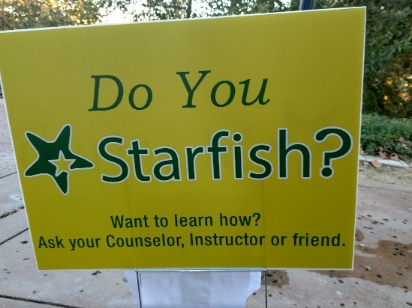 Do You
Starfish?
Want to learn how?
Ask your Counselor, Instructor or friend.